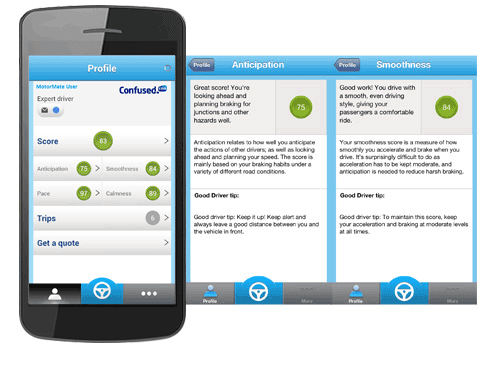 Profile
MotorMate User
Confused.com
Expert driver
Score 83
Anticipation 75 Smoothness 84
Pace 97 Calmness 89
Trips 6
Get a quote
Profile Anticipation
Great score! You're
looking ahead and
planning braking for
junctions and other
hazards well.
75
Anticipation relates to how well you anticipate
the actions of other drivers; as well as looking
ahead and planning your speed. The score is
mainly based on your braking habits under a
variety of different road conditions.
Good Driver tip:
Good driver tip: Keep it up! Keep alert and
always leave a good distance between you and
the vehicle in front.
Profile More
Profile Smoothness
Good work! You drive with
a smooth, even driving
style, giving your
passengers a comfortable
ride.
84
Your smoothness score is a measure of how
smoothly you accelerate and brake when you
drive. It's surprisingly difficult to do as
acceleration has to be kept moderate, and
anticipation is needed to reduce harsh braking.
Good Driver tip:
Good driver tip: To maintain this score, keep
your acceleration and braking at moderate levels
at all times.
Profile More